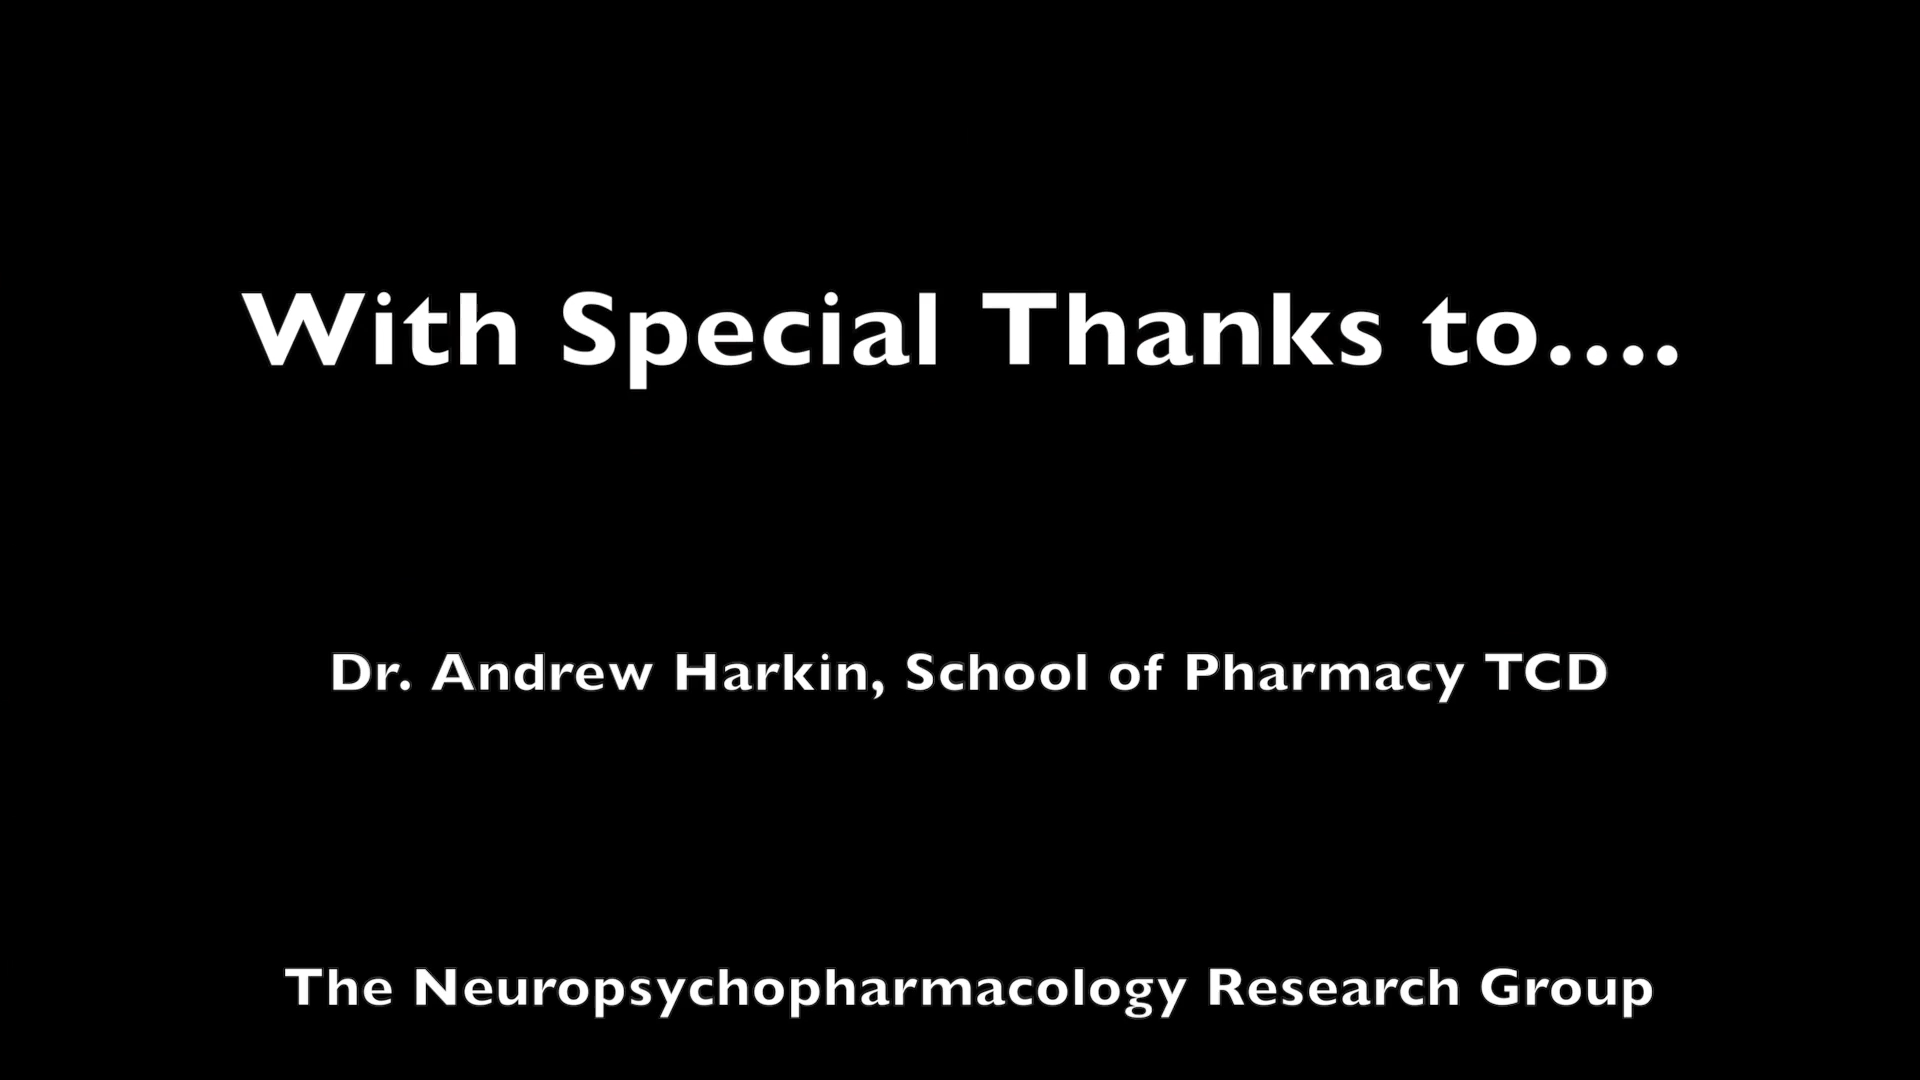 With Special Thanks to....
Dr. Andrew Harkin, School of Pharmacy TCD
The Neuropsychopharmacology Research Group